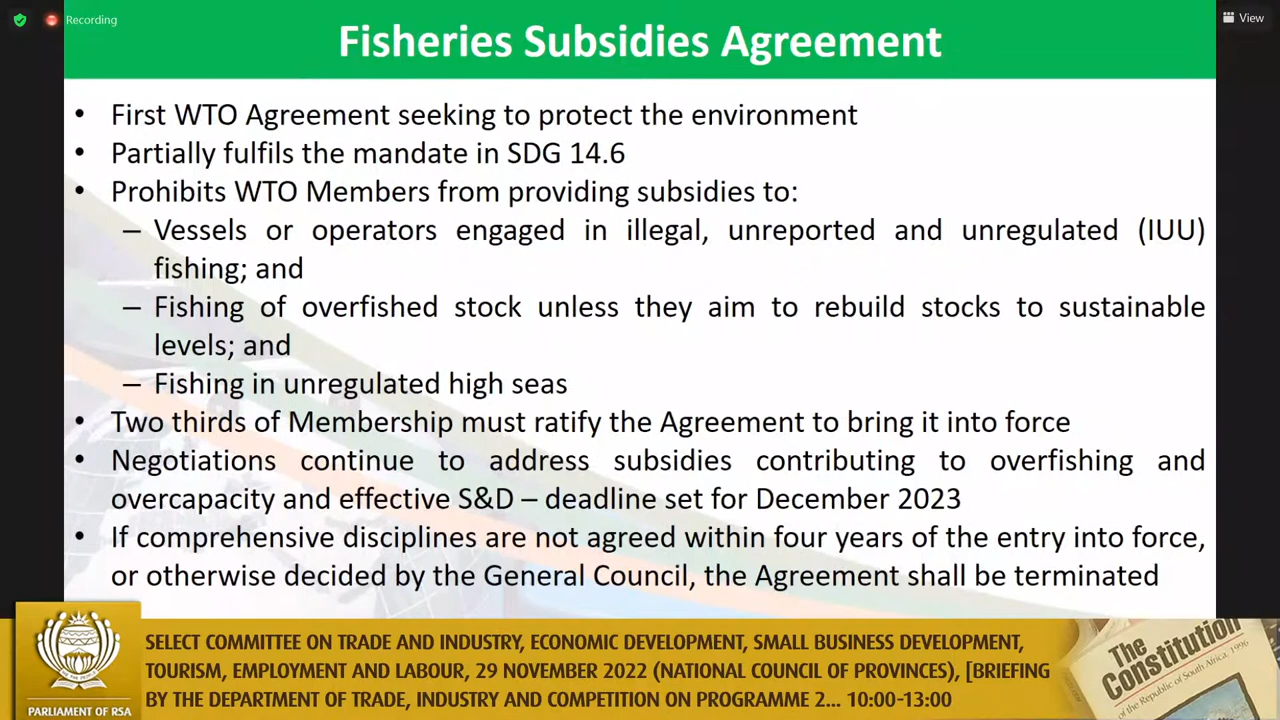 Recording
View
Fisheries Subsidies Agreement
• First WTO Agreement seeking to protect the environment
• Partially fulfils the mandate in SDG 14.6
• Prohibits WTO Members from providing subsidies to:
– Vessels or operators engaged in illegal, unreported and unregulated (IUU)
fishing; and
– Fishing of overfished stock unless they aim to rebuild stocks to sustainable
levels; and
– Fishing in unregulated high seas
• Two thirds of Membership must ratify the Agreement to bring it into force
• Negotiations continue to address subsidies contributing to overfishing and
overcapacity and effective S&D – deadline set for December 2023
• If comprehensive disciplines are not agreed within four years of the entry into force,
or otherwise decided by the General Council, the Agreement shall be terminated
SELECT COMMITTEE ON TRADE AND INDUSTRY, ECONOMIC DEVELOPMENT, SMALL BUSINESS DEVELOPMENT,
TOURISM, EMPLOYMENT AND LABOUR, 29 NOVEMBER 2022 (NATIONAL COUNCIL OF PROVINCES), [BRIEFING
BY THE DEPARTMENT OF TRADE, INDUSTRY AND COMPETITION ON PROGRAMME 2... 10:00-13:00
PARLIAMENT OF RSA
The
Constitution
of the Republic of South Africa, 1996